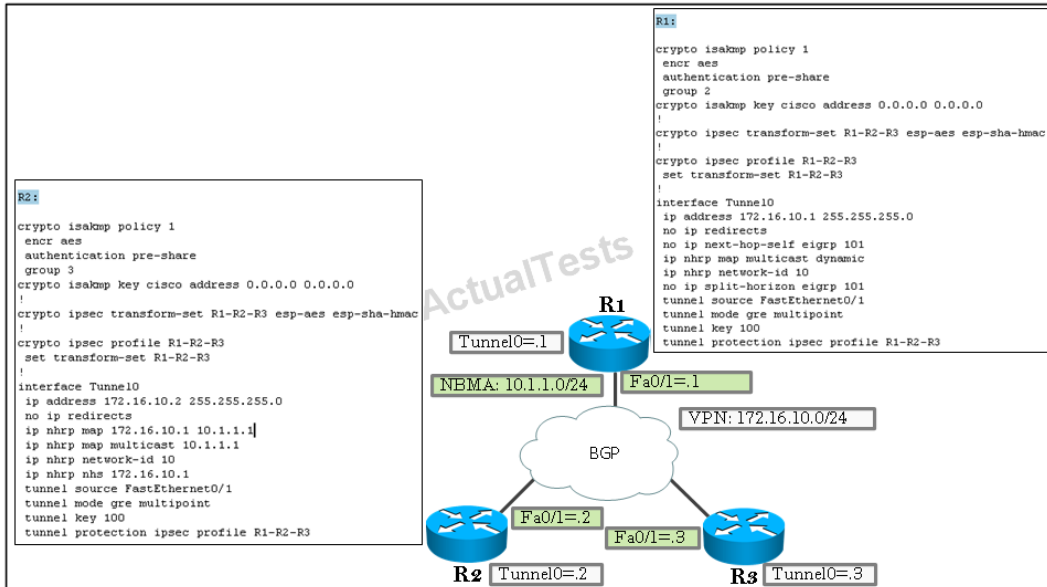 R1:
crypto isakmp policy 1
encr aes
authentication pre-share
group 2
crypto isakmp key cisco address 0.0.0.0 0.0.0.0
!
crypto ipsec transform-set R1-R2-R3 esp-aes esp-sha-hmac
!
crypto ipsec profile R1-R2-R3
set transform-set R1-R2-R3
!
interface Tunnel0
ip address 172.16.10.1 255.255.255.0
no ip redirects
no ip next-hop-self eigrp 101
ip nhrp map multicast dynamic
ip nhrp network-id 10
no ip split-horizon eigrp 101
tunnel source FastEthernet0/1
tunnel mode gre multipoint
tunnel key 100
tunnel protection ipsec profile R1-R2-R3
R2:
crypto isakmp policy 1
encr aes
authentication pre-share
group 3
crypto isakmp key cisco address 0.0.0.0 0.0.0.0
!
crypto ipsec transform-set R1-R2-R3 esp-aes esp-sha-hmac
!
crypto ipsec profile R1-R2-R3
set transform-set R1-R2-R3
!
interface Tunnel0
ip address 172.16.10.2 255.255.255.0
no ip redirects
ip nhrp map 172.16.10.1 10.1.1.1
ip nhrp map multicast 10.1.1.1
ip nhrp network-id 10
ip nhrp nhs 172.16.10.1
tunnel source FastEthernet0/1
tunnel mode gre multipoint
tunnel key 100
tunnel protection ipsec profile R1-R2-R3
ActualTests
R1
Tunnel0=.1
NBMA: 10.1.1.0/24
Fa0/1=.1
VPN: 172.16.10.0/24
BGP
Fa0/1=.2
Fa0/1=.3
R2
Tunnel0=.2
R3
Tunnel0=.3